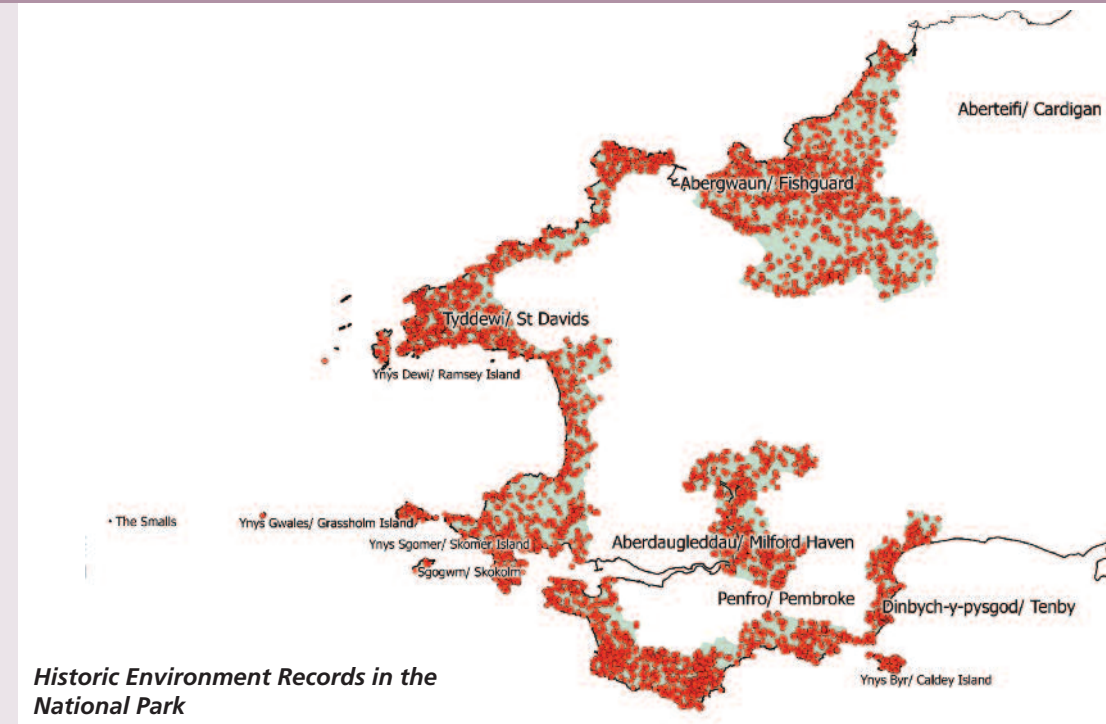 Aberteifi/ Cardigan
Abergwaun/ Fishguard
Tyddewi/ St Davids
Ynys Dewi/ Ramsey Island
The Smalls
Ynys Gwales/ Grassholm Island
Ynys Sgomer/ Skomer Island
Aberdaugleddau/ Milford Haven
Sgogwm/ Skokolm
Penfro/ Pembroke
Dinbych-y-pysgod/ Tenby
Ynys Byr/ Caldey Island
Historic Environment Records in the
National Park